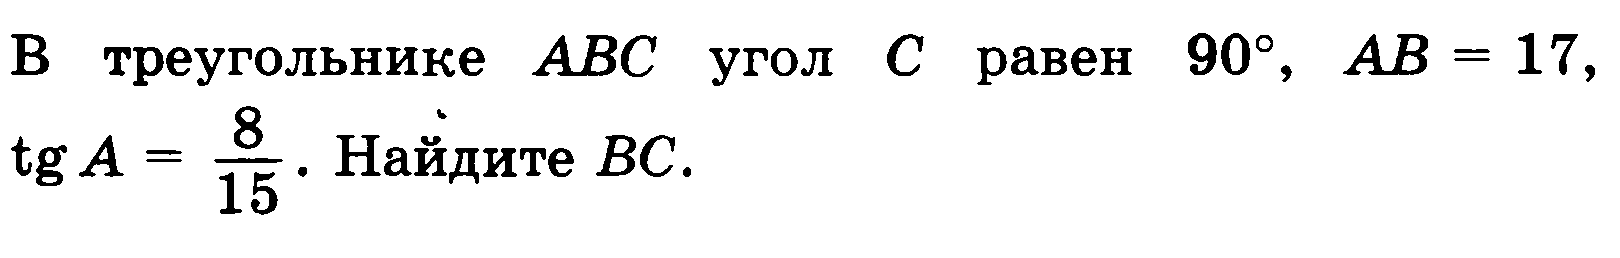 В треугольнике ABC угол C равен 90°, AB = 17,
tg A = 8/15. Найдите BC.